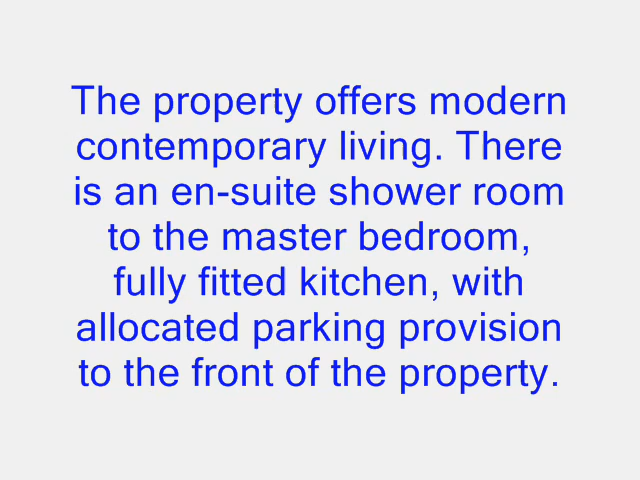 The property offers modern
contemporary living. There
is an en-suite shower room
to the master bedroom,
fully fitted kitchen, with
allocated parking provision
to the front of the property.